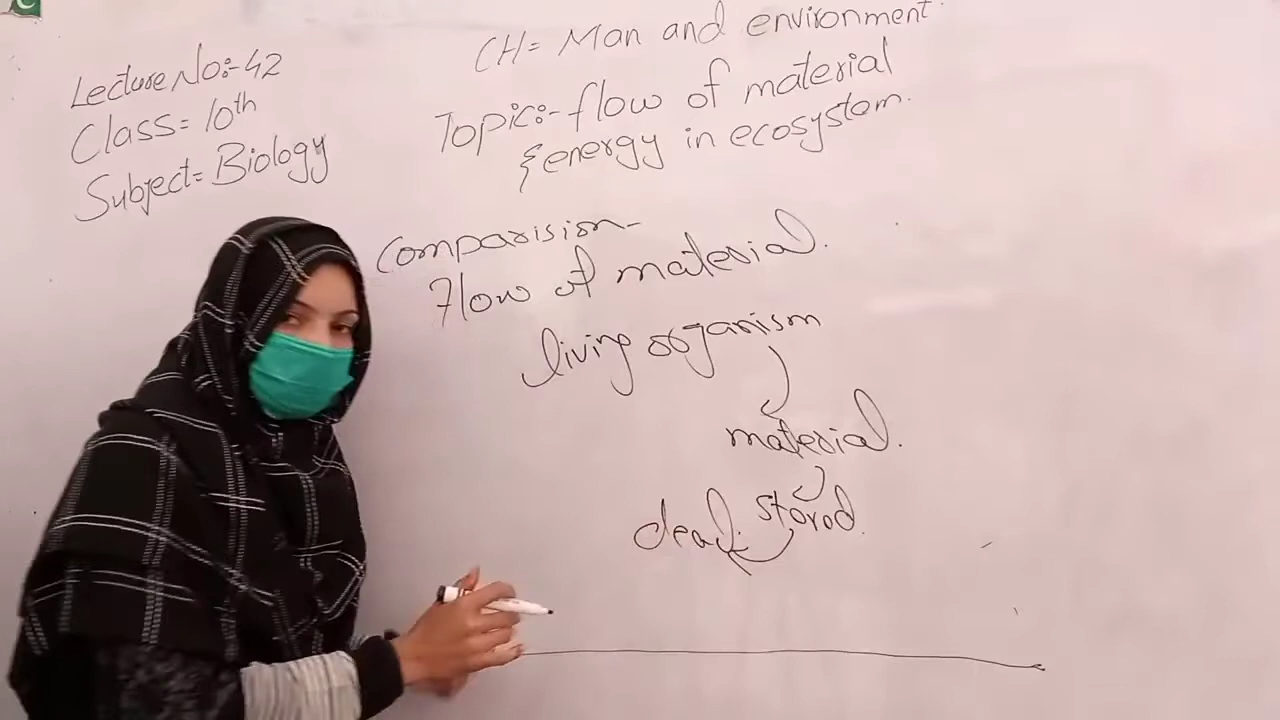 Lecture No:-42
Class= 10th
Subject= Biology
CH= Man and environment
Topic:- flow of material
& energy in ecosystem.
Comparision-
Flow of material.
living organism
material.
stored.